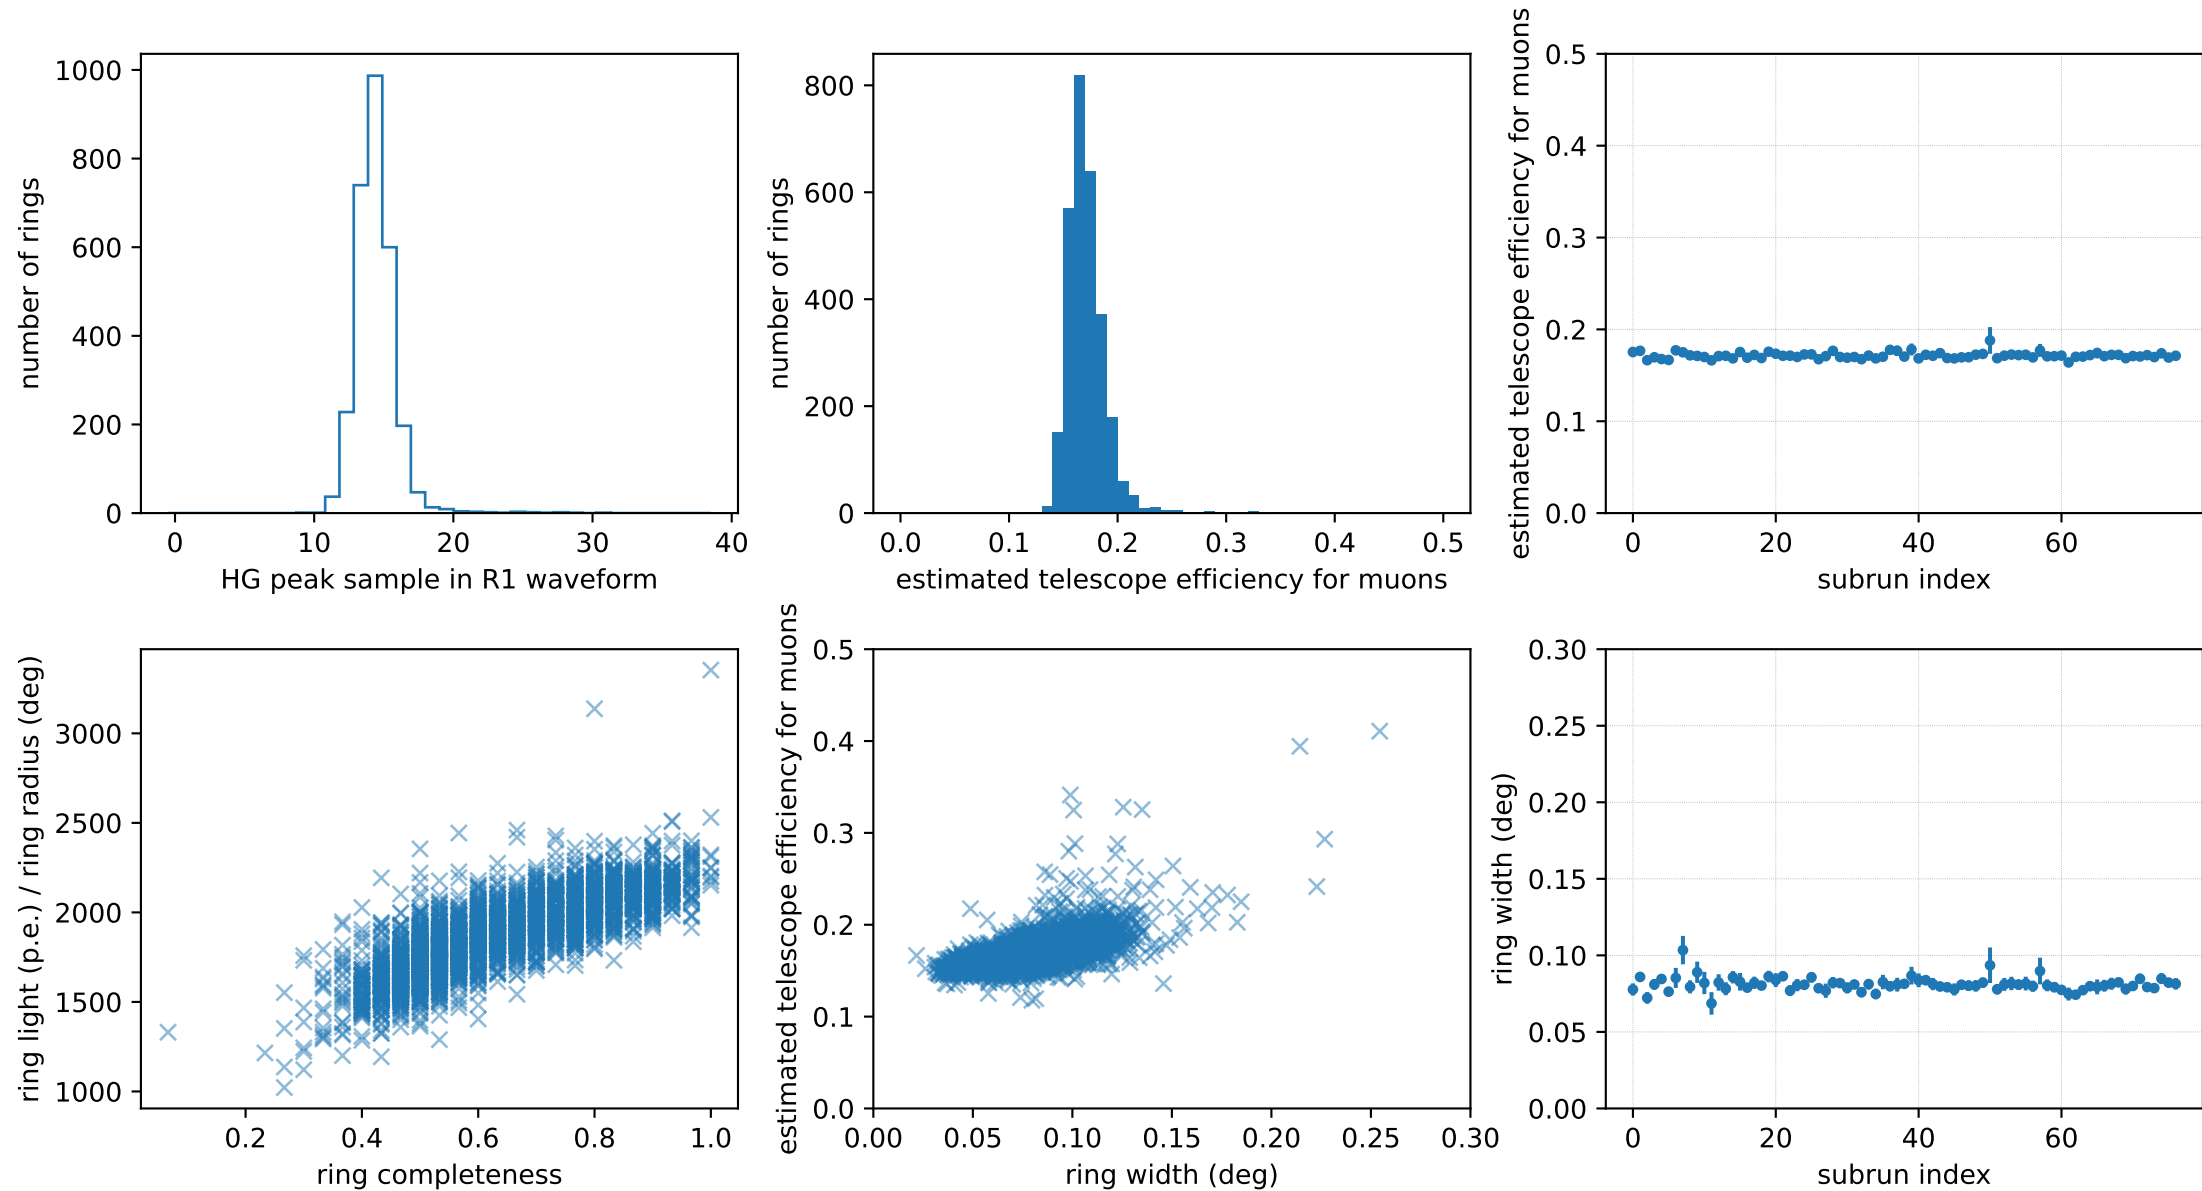 number of rings
1000
800
600
400
200
0
0 10 20 30 40
HG peak sample in R1 waveform
number of rings
800
600
400
200
0
0.0 0.1 0.2 0.3 0.4 0.5
estimated telescope efficiency for muons
estimated telescope efficiency for muons
0.5
0.4
0.3
0.2
0.1
0.0
0 20 40 60
subrun index
ring light (p.e.) / ring radius (deg)
3000
2500
2000
1500
1000
0.2 0.4 0.6 0.8 1.0
ring completeness
estimated telescope efficiency for muons
0.5
0.4
0.3
0.2
0.1
0.0
0.00 0.05 0.10 0.15 0.20 0.25 0.30
ring width (deg)
ring width (deg)
0.30
0.25
0.20
0.15
0.10
0.05
0.00
0 20 40 60
subrun index